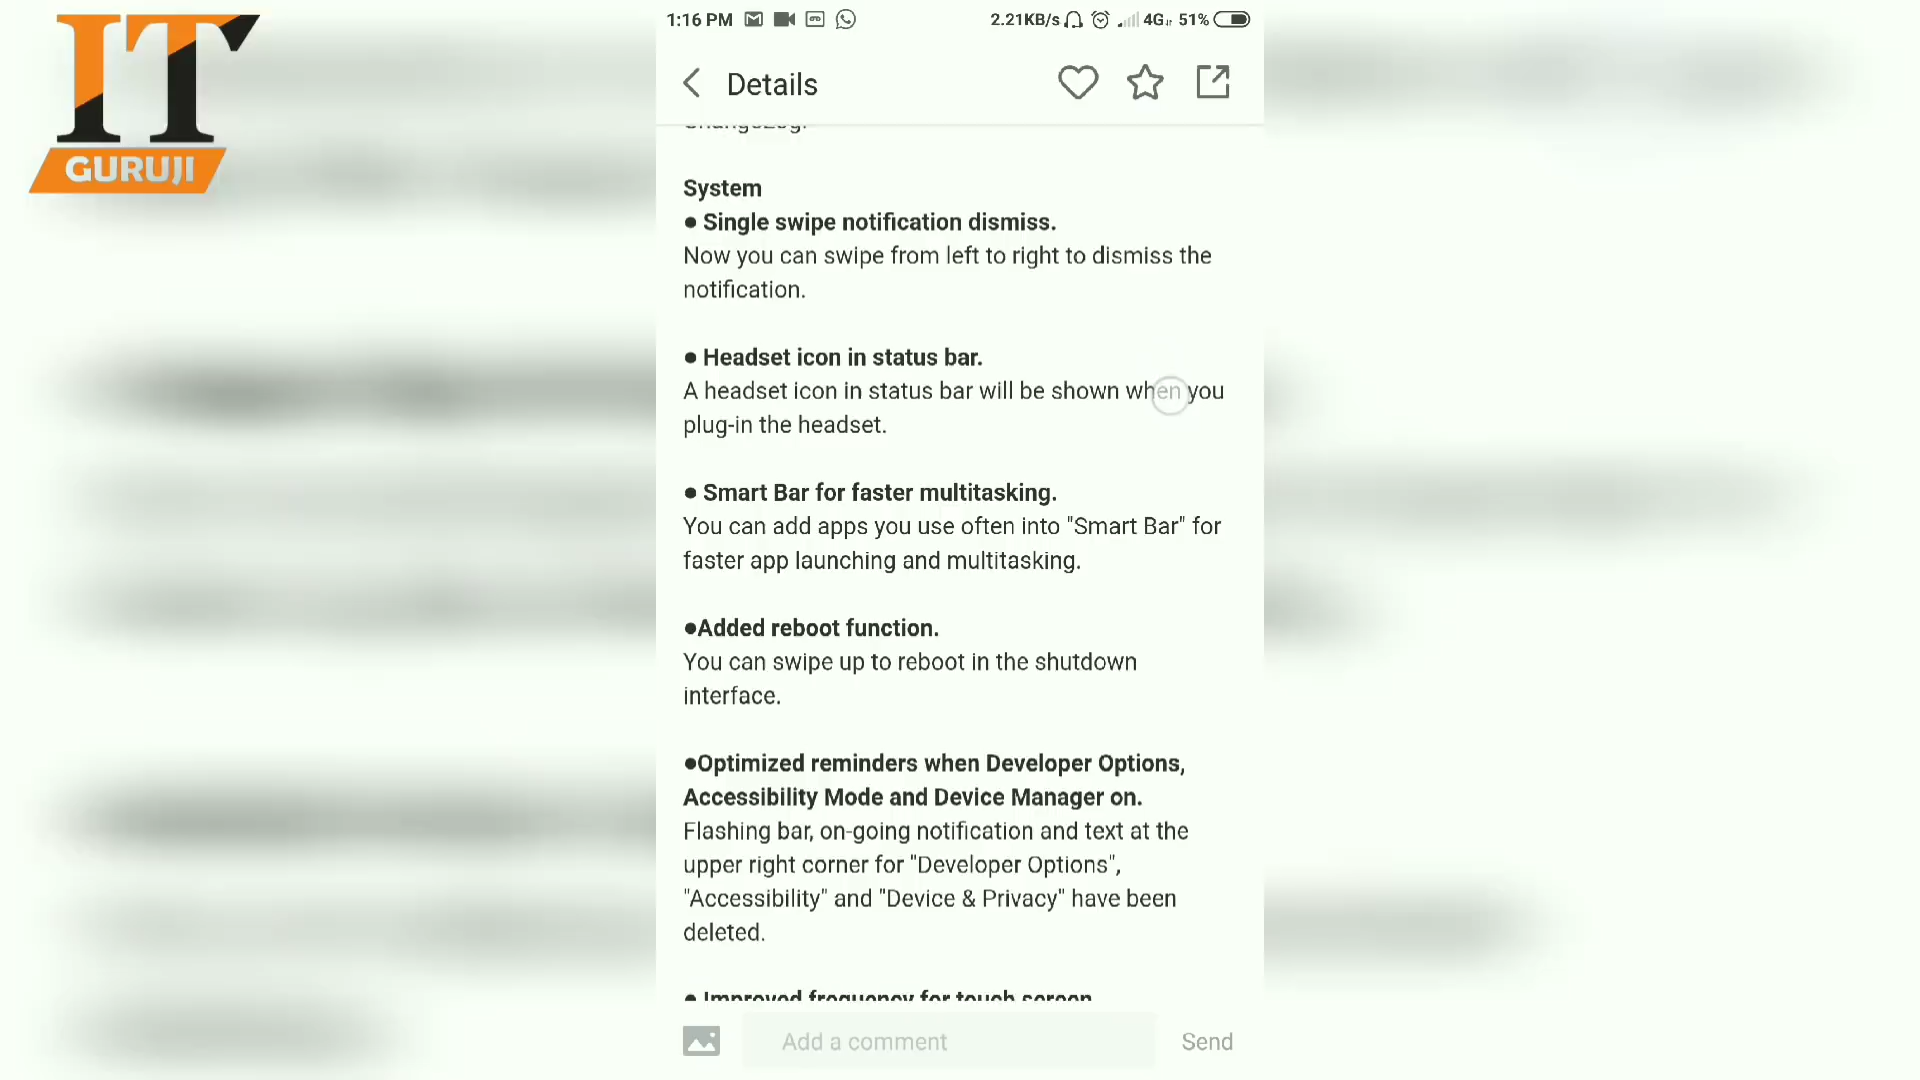 IT
GURUJI
1:16 PM 2.21KB/s 4G 51%
Details
System
● Single swipe notification dismiss.
Now you can swipe from left to right to dismiss the
notification.
● Headset icon in status bar.
A headset icon in status bar will be shown when you
plug-in the headset.
● Smart Bar for faster multitasking.
You can add apps you use often into "Smart Bar" for
faster app launching and multitasking.
●Added reboot function.
You can swipe up to reboot in the shutdown
interface.
●Optimized reminders when Developer Options,
Accessibility Mode and Device Manager on.
Flashing bar, on-going notification and text at the
upper right corner for "Developer Options",
"Accessibility" and "Device & Privacy" have been
deleted.
● Improved frequency for touch screen
Add a comment Send